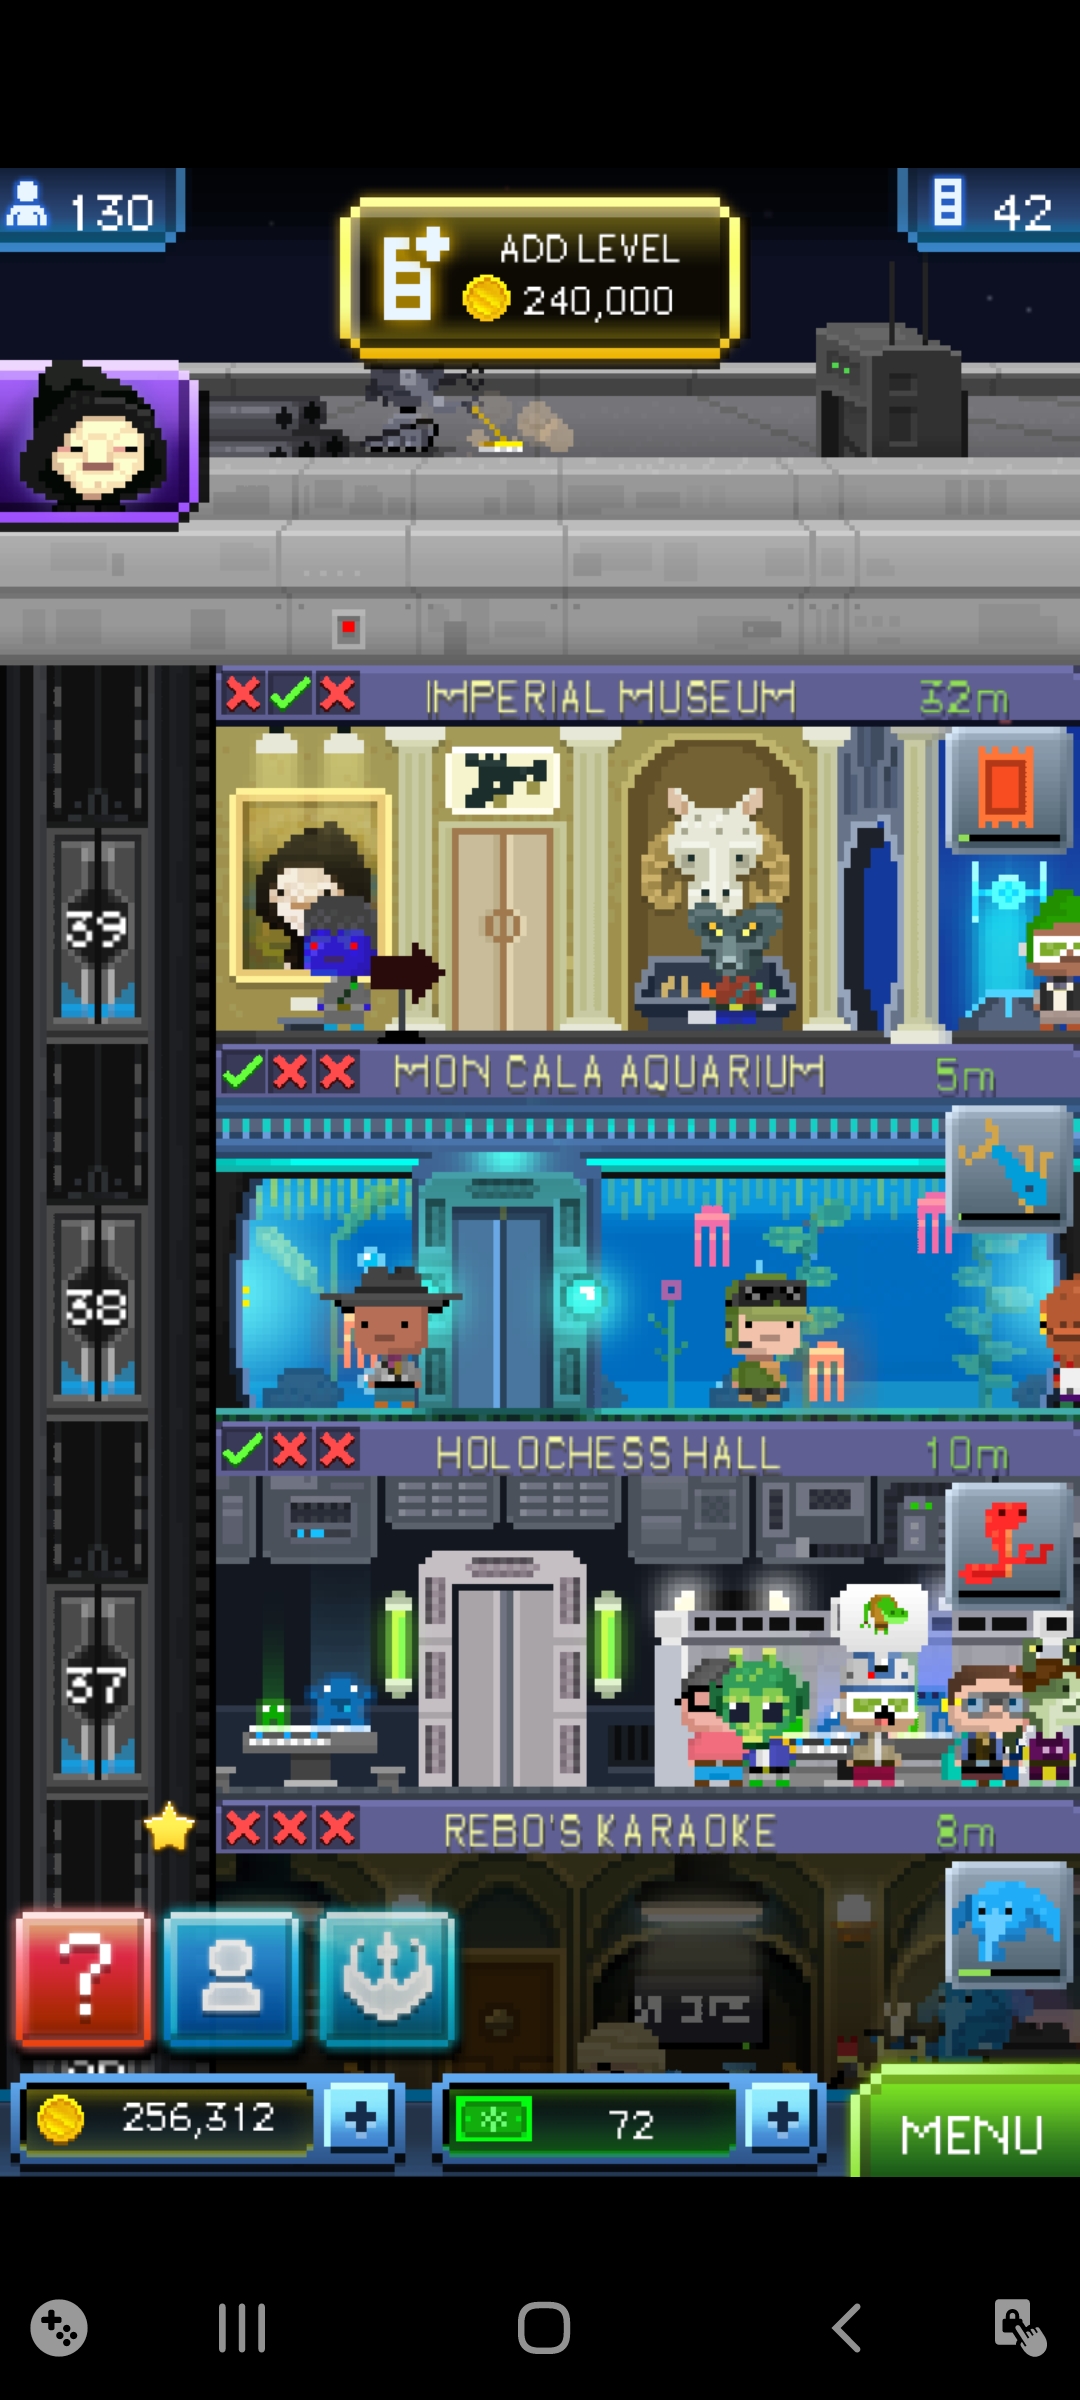 130
ADD LEVEL
240,000
42
IMPERIAL MUSEUM 32m
39
MON CALA AQUARIUM 5m
38
HOLOCHESS HALL 10m
37
REBO'S KARAOKE 8m
?
256,312 +
72 +
MENU